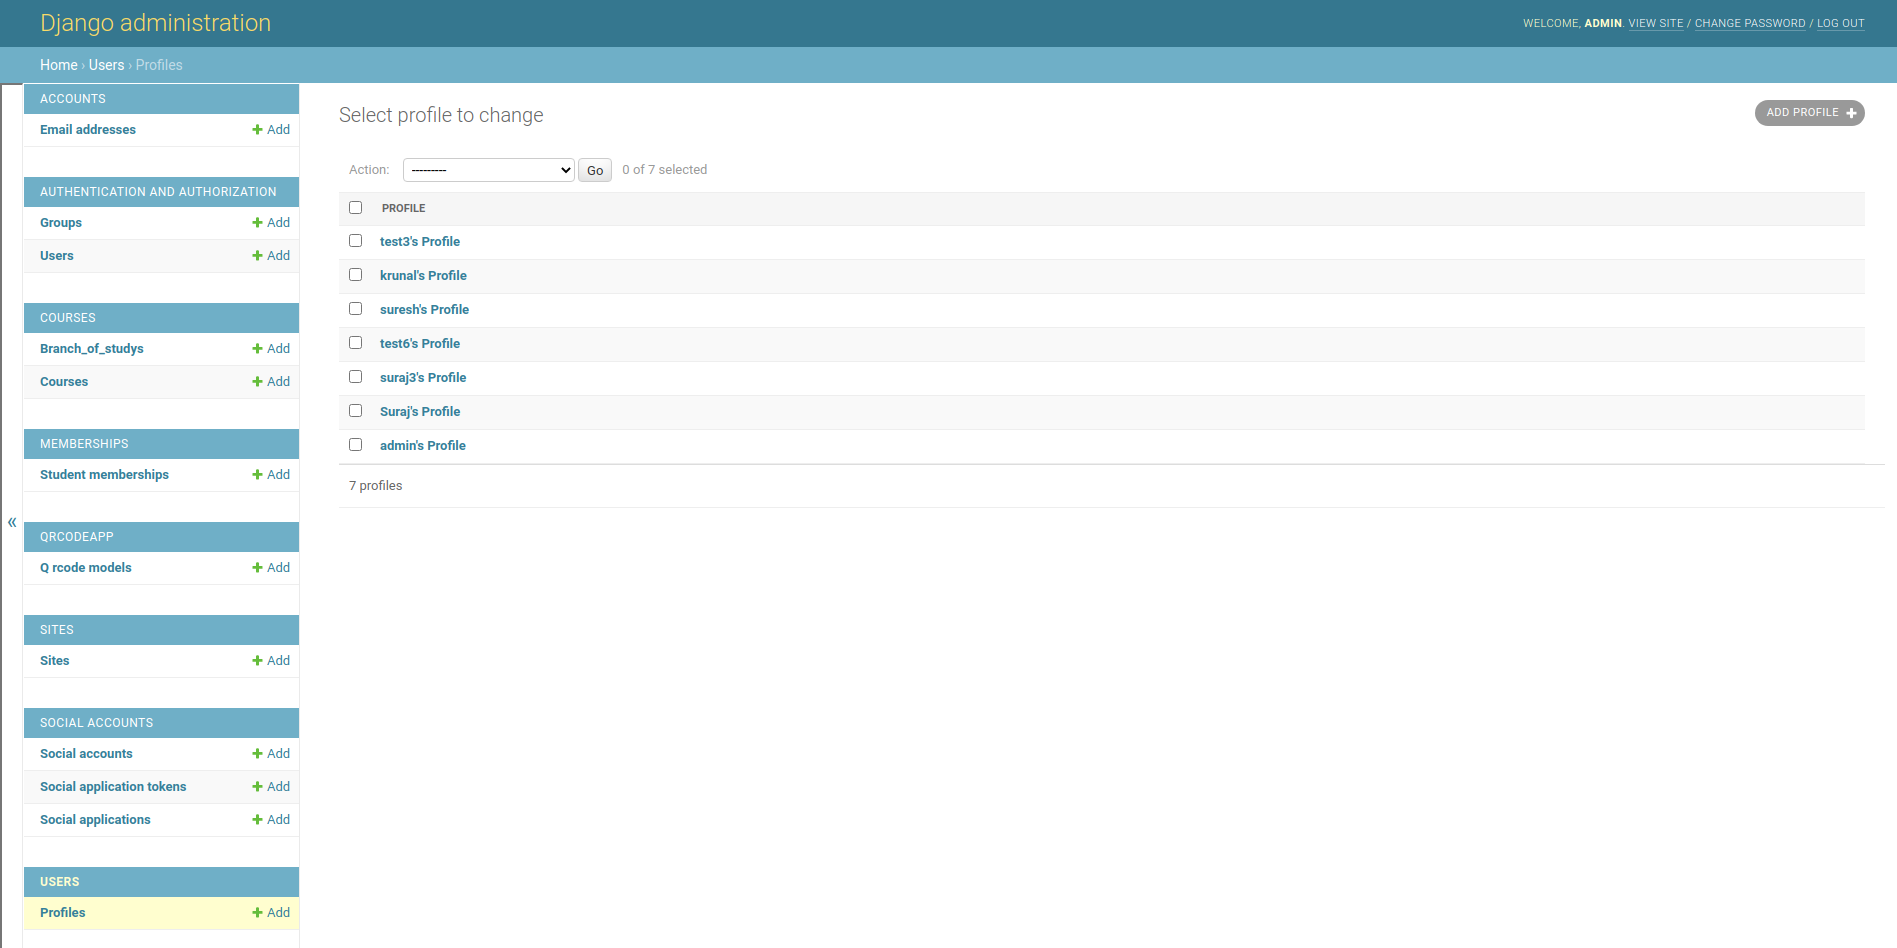 Django administration
WELCOME, ADMIN. VIEW SITE / CHANGE PASSWORD / LOG OUT
Home › Users › Profiles
ACCOUNTS
Email addresses Add
AUTHENTICATION AND AUTHORIZATION
Groups Add
Users Add
COURSES
Branch_of_studys Add
Courses Add
MEMBERSHIPS
Student memberships Add
«
QRCODEAPP
Q rcode models Add
SITES
Sites Add
SOCIAL ACCOUNTS
Social accounts Add
Social application tokens Add
Social applications Add
USERS
Profiles Add
Select profile to change
ADD PROFILE
Action: --------- Go 0 of 7 selected
PROFILE
test3's Profile
krunal's Profile
suresh's Profile
test6's Profile
suraj3's Profile
Suraj's Profile
admin's Profile
7 profiles